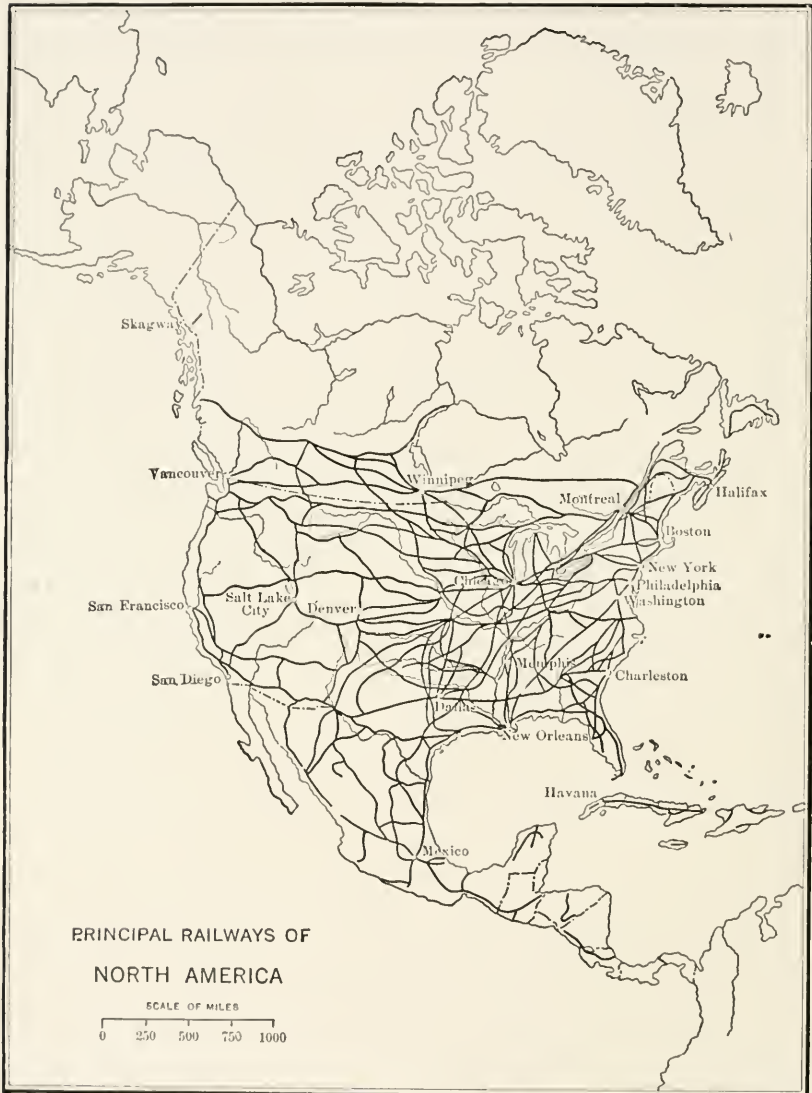 Skagway
Vancouver
Winnipeg
Montreal
Halifax
Boston
New York
Chicago
Philadelphia
Salt Lake
City
Denver
Washington
San Francisco
Memphis
San Diego
Charleston
Dallas
New Orleans
Havana
Mexico
PRINCIPAL RAILWAYS OF
NORTH AMERICA
SCALE OF MILES
0 250 500 750 1000